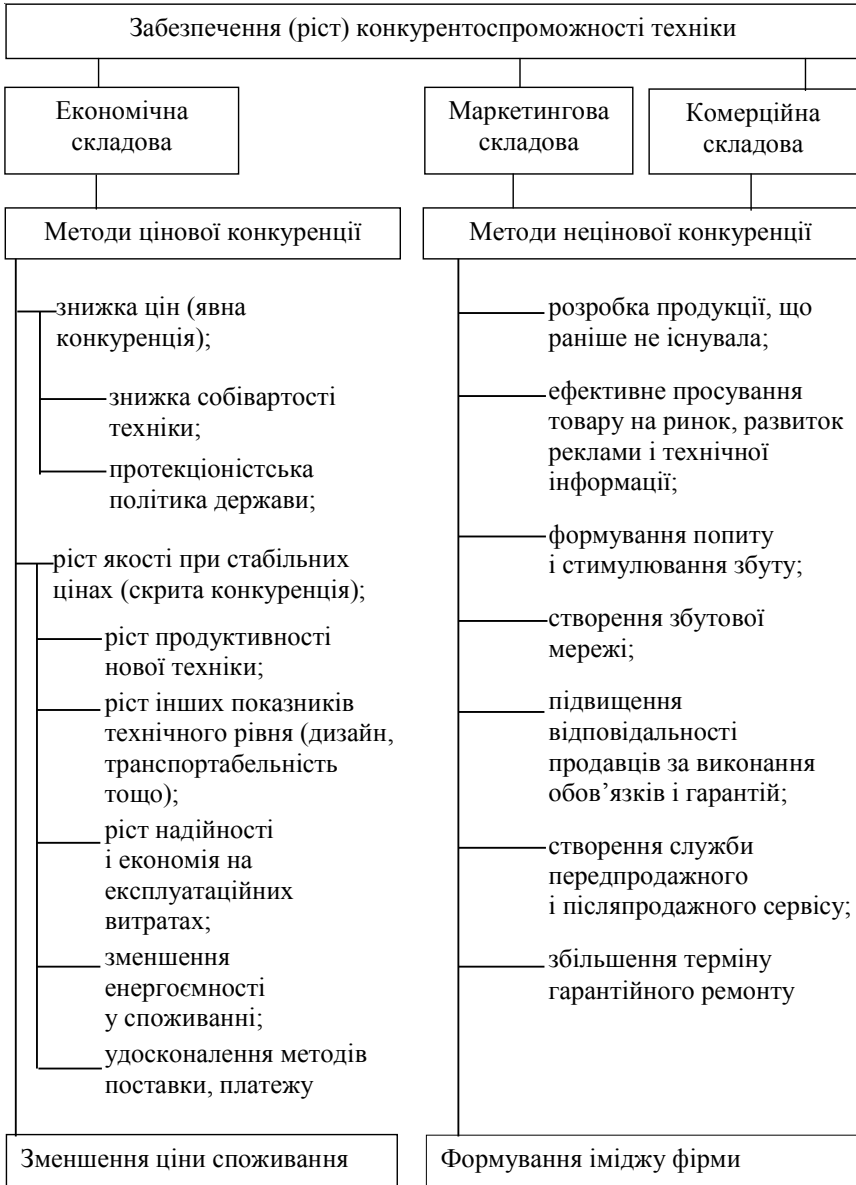 Забезпечення (ріст) конкурентоспроможності техніки
Економічна
складова
Маркетингова
складова
Комерційна
складова
Методи цінової конкуренції
знижка цін (явна
конкуренція);
знижка собівартості
техніки;
протекціоністська
політика держави;
ріст якості при стабільних
цінах (скрита конкуренція);
ріст продуктивності
нової техніки;
ріст інших показників
технічного рівня (дизайн,
транспортабельність
тощо);
ріст надійності
і економія на
експлуатаційних
витратах;
зменшення
енергоємності
у споживанні;
удосконалення методів
поставки, платежу
Зменшення ціни споживання
Методи нецінової конкуренції
розробка продукції, що
раніше не існувала;
ефективне просування
товару на ринок, развиток
реклами і технічної
інформації;
формування попиту
і стимулювання збуту;
створення збутової
мережі;
підвищення
відповідальності
продавців за виконання
обов’язків і гарантій;
створення служби
передпродажного
і післяпродажного сервісу;
збільшення терміну
гарантійного ремонту
Формування іміджу фірми